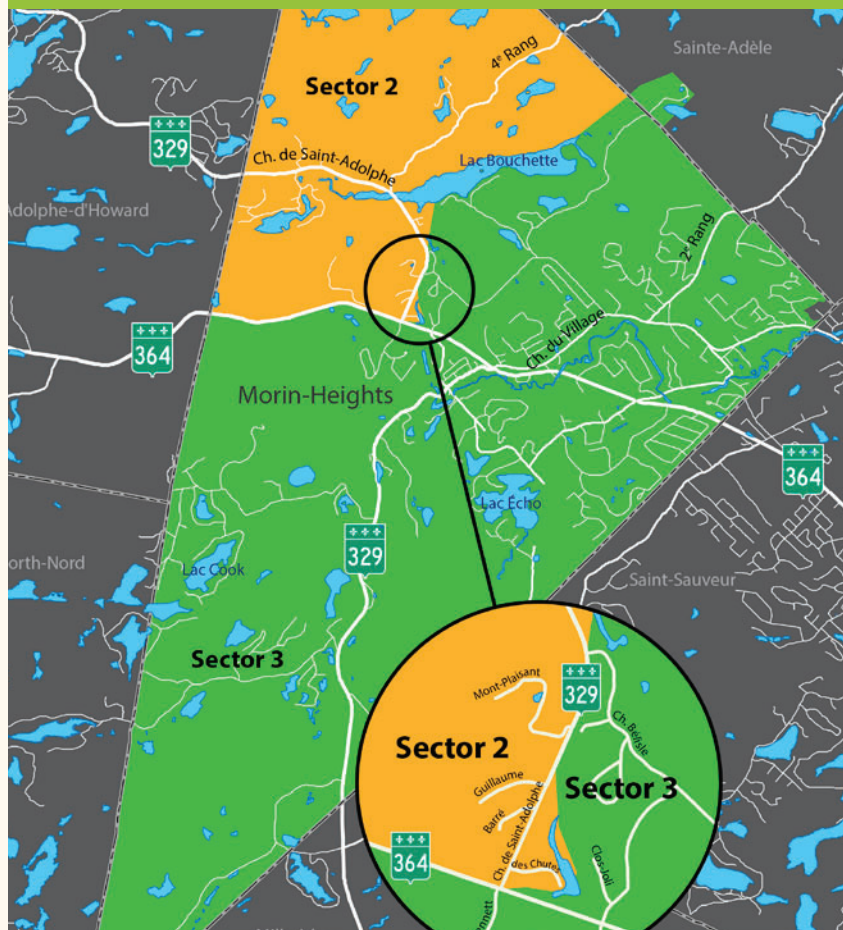 Sainte-Adèle
4e Rang
Sector 2
329
Ch. de Saint-Adolphe
Lac Bouchette
Adolphe-d'Howard
2e Rang
364
Ch. du Village
Morin-Heights
364
Lac Écho
329
orth-Nord
Lac Cook
Saint-Sauveur
Sector 3
329
Mont-Plaisant
Ch. Bélisle
Sector 2
Guillaume
Sector 3
Barré
Ch. de Saint-Adolphe
364
des Chutes
Clos-Joli
nnett